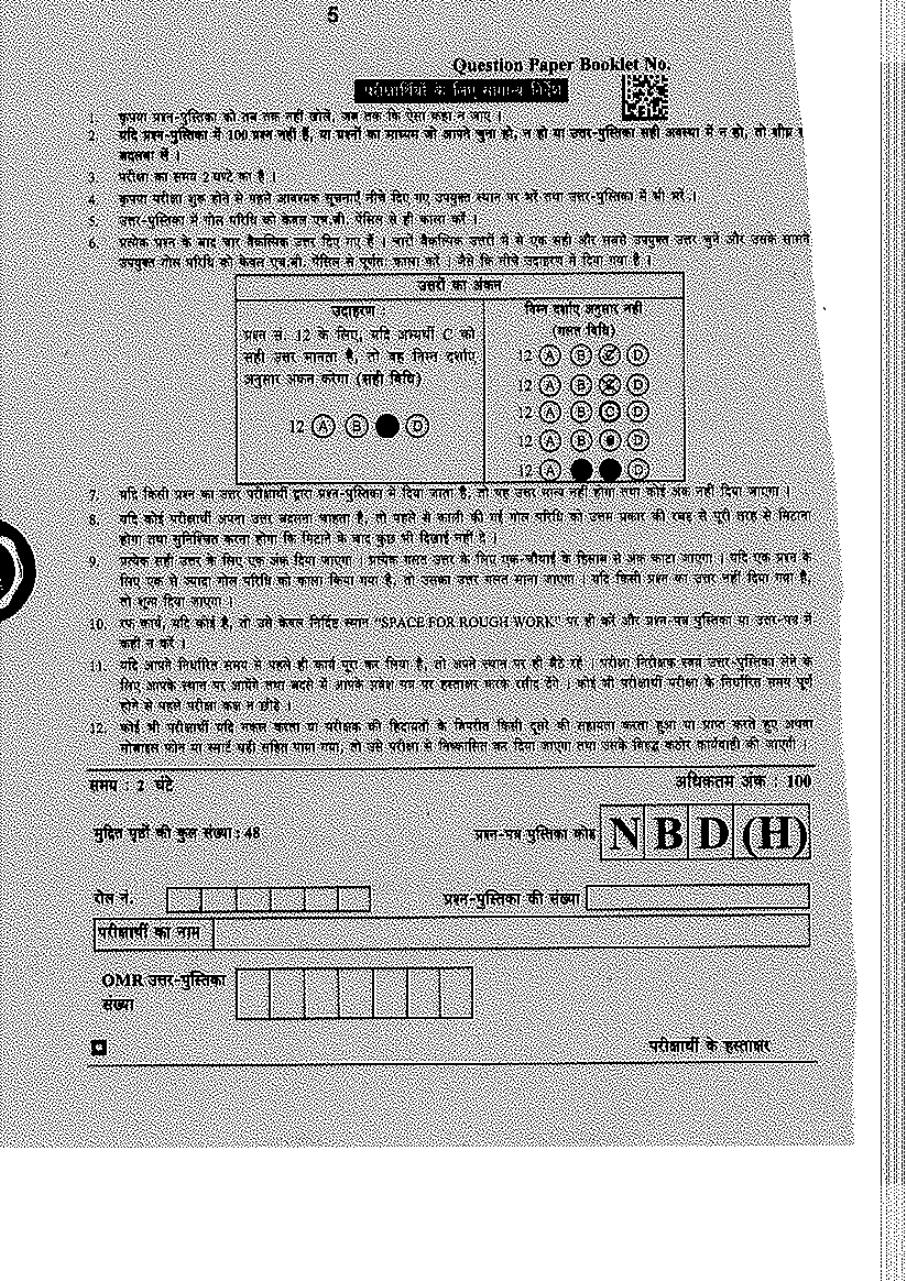 5
Question Paper Booklet No.
परीक्षार्थियों के लिए सामान्य निर्देश
1. कृपया प्रश्न-पुस्तिका को तब तक नहीं खोलें, जब तक कि ऐसा कहा न जाए ।
2. यदि प्रश्न-पुस्तिका में 100 प्रश्न नहीं हैं, या प्रश्नों का माध्यम जो आपने चुना हो, न हो या उत्तर-पुस्तिका सही अवस्था में न हो, तो शीघ्र
बदलवा लें ।
3. परीक्षा का समय 2 घण्टे का है ।
4. कृपया परीक्षा शुरू होने से पहले आवश्यक सूचनाएँ नीचे दिए गए उपयुक्त स्थान पर भरें तथा उत्तर-पुस्तिका में भी भरें ।
5. उत्तर-पुस्तिका में गोल परिधि को केवल एच.बी. पेंसिल से ही काला करें ।
6. प्रत्येक प्रश्न के बाद चार वैकल्पिक उत्तर दिए गए हैं । चारों वैकल्पिक उत्तरों में से एक सही और सबसे उपयुक्त उत्तर चुनें और उसके सामने
उपयुक्त गोल परिधि को केवल एच.बी. पेंसिल से पूर्णतः काला करें । जैसे कि नीचे उदाहरण में दिया गया है ।
उत्तरों का अंकन
उदाहरण :
प्रश्न सं. 12 के लिए, यदि अभ्यर्थी C को
सही उत्तर मानता है, तो वह निम्न दर्शाए
अनुसार अंकन करेगा (सही विधि)
12 A B D
निम्न दर्शाए अनुसार नहीं
(गलत विधि)
12 A B C D
12 A B C D
12 A B C D
12 A B D
12 A D
7. यदि किसी प्रश्न का उत्तर परीक्षार्थी द्वारा प्रश्न-पुस्तिका में दिया जाता है, तो यह उत्तर मान्य नहीं होगा तथा कोई अंक नहीं दिया जाएगा ।
8. यदि कोई परीक्षार्थी अपना उत्तर बदलना चाहता है, तो पहले से काली की गई गोल परिधि को उत्तम प्रकार की रबड़ से पूरी तरह से मिटाना
होगा तथा सुनिश्चित करना होगा कि मिटाने के बाद कुछ भी दिखाई नहीं दे ।
9. प्रत्येक सही उत्तर के लिए एक अंक दिया जाएगा । प्रत्येक गलत उत्तर के लिए एक-चौथाई के हिसाब से अंक काटा जाएगा । यदि एक प्रश्न के
लिए एक से ज्यादा गोल परिधि को काला किया गया है, तो उसका उत्तर गलत माना जाएगा । यदि किसी प्रश्न का उत्तर नहीं दिया गया है,
तो शून्य दिया जाएगा ।
10. रफ कार्य, यदि कोई है, तो उसे केवल निर्दिष्ट स्थान "SPACE FOR ROUGH WORK" पर ही करें और प्रश्न-पत्र पुस्तिका या उत्तर-पत्र में
कहीं न करें ।
11. यदि आपने निर्धारित समय से पहले ही कार्य पूरा कर लिया है, तो अपने स्थान पर ही बैठे रहें । परीक्षा निरीक्षक स्वयं उत्तर-पुस्तिका लेने के
लिए आपके स्थान पर आयेंगे तथा बदले में आपके प्रवेश पत्र पर हस्ताक्षर करके रसीद देंगे । कोई भी परीक्षार्थी परीक्षा के निर्धारित समय पूर्ण
होने से पहले परीक्षा कक्ष न छोड़े ।
12. कोई भी परीक्षार्थी यदि नकल करता या परीक्षक की हिदायतों के विपरीत किसी दूसरे की सहायता करता हुआ या प्राप्त करते हुए अथवा
मोबाइल फोन या स्मार्ट घड़ी सहित पाया गया, तो उसे परीक्षा से निष्कासित कर दिया जाएगा तथा उसके विरुद्ध कठोर कार्यवाही की जाएगी ।
समय : 2 घंटे
अधिकतम अंक : 100
मुद्रित पृष्ठों की कुल संख्या : 48
प्रश्न-पत्र पुस्तिका कोड
N B D (H)
रोल नं.
प्रश्न-पुस्तिका की संख्या
परीक्षार्थी का नाम
OMR उत्तर-पुस्तिका
संख्या
परीक्षार्थी के हस्ताक्षर